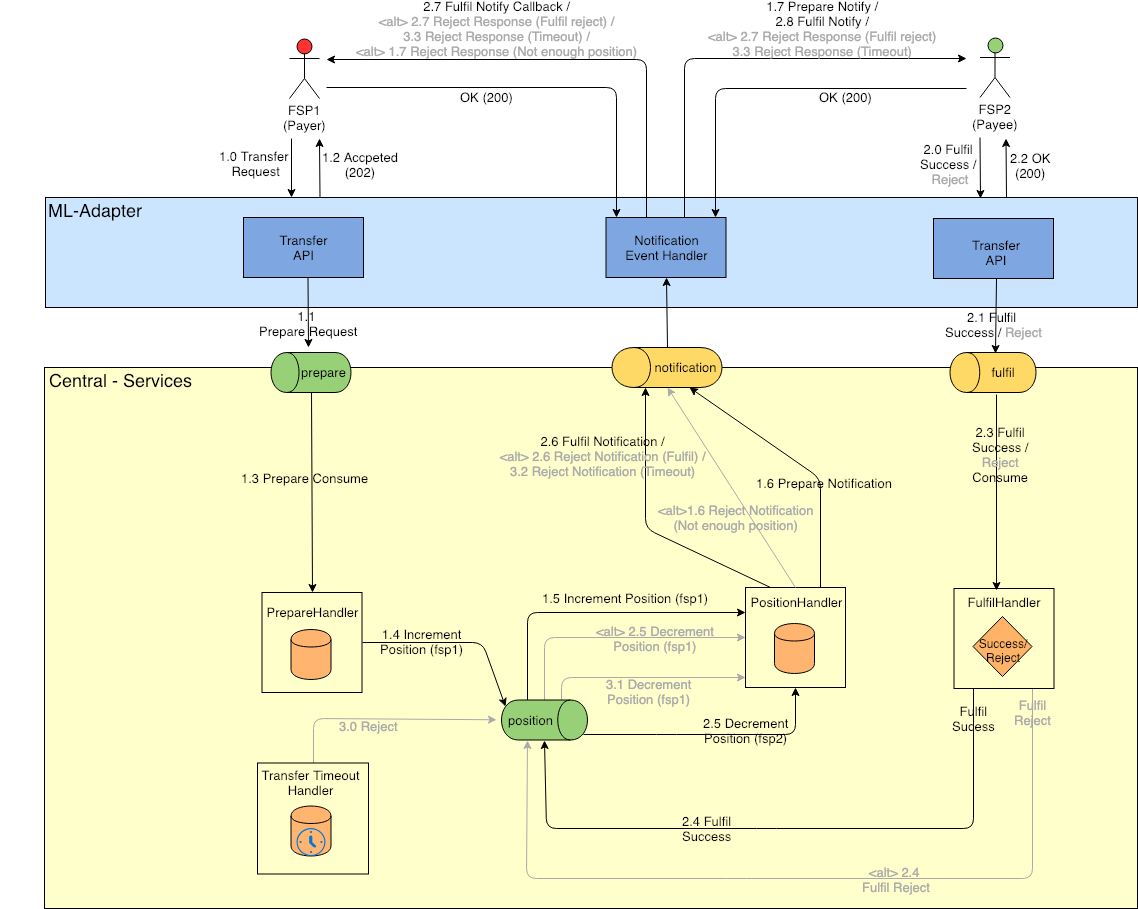 2.7 Fulfil Notify Callback /
<alt> 2.7 Reject Response (Fulfil reject) /
3.3 Reject Response (Timeout) /
<alt> 1.7 Reject Response (Not enough position)
1.7 Prepare Notify /
2.8 Fulfil Notify /
<alt> 2.7 Reject Response (Fulfil reject)
3.3 Reject Response (Timeout)
OK (200)
OK (200)
FSP1
(Payer)
FSP2
(Payee)
1.0 Transfer
Request
1.2 Accpeted
(202)
2.0 Fulfil
Success /
Reject
2.2 OK
(200)
ML-Adapter
Transfer
API
Notification
Event Handler
Transfer
API
1.1
Prepare Request
2.1 Fulfil
Success / Reject
Central - Services
prepare
notification
fulfil
2.6 Fulfil Notification /
<alt> 2.6 Reject Notification (Fulfil) /
3.2 Reject Notification (Timeout)
2.3 Fulfil
Success /
Reject
Consume
1.3 Prepare Consume
1.6 Prepare Notification
<alt>1.6 Reject Notification
(Not enough position)
PrepareHandler
1.4 Increment
Position (fsp1)
1.5 Increment Position (fsp1)
<alt> 2.5 Decrement
Position (fsp1)
3.1 Decrement
Position (fsp1)
PositionHandler
FulfilHandler
Success/
Reject
position
2.5 Decrement
Position (fsp2)
Fulfil
Sucess
Fulfil
Reject
3.0 Reject
Transfer Timeout
Handler
2.4 Fulfil
Success
<alt> 2.4
Fulfil Reject